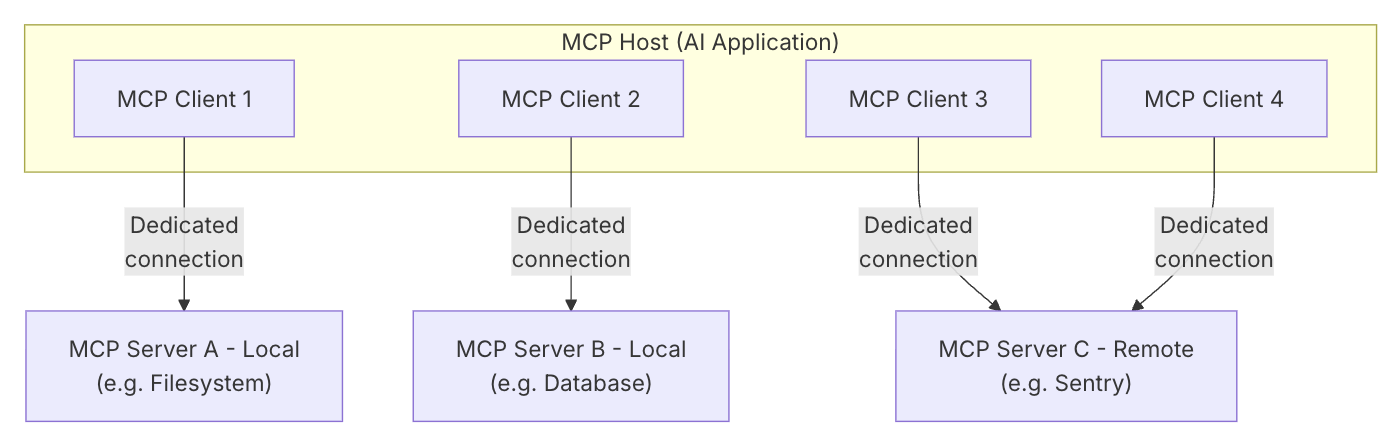 MCP Host (AI Application)
MCP Client 1
MCP Client 2
MCP Client 3
MCP Client 4
Dedicated
connection
Dedicated
connection
Dedicated
connection
Dedicated
connection
MCP Server A - Local
(e.g. Filesystem)
MCP Server B - Local
(e.g. Database)
MCP Server C - Remote
(e.g. Sentry)